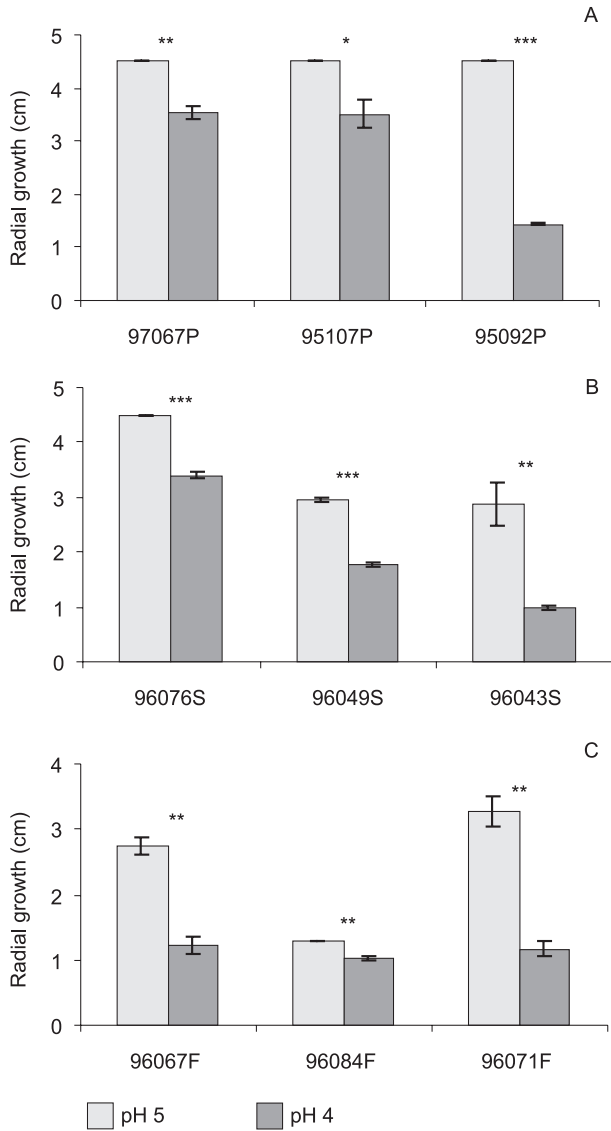 A
5
** * ***
4
3
2
1
0
Radial growth (cm)
97067P 95107P 95092P
B
5
***
4
*** **
3
2
1
0
Radial growth (cm)
96076S 96049S 96043S
C
4
** **
3
2
**
1
0
Radial growth (cm)
96067F 96084F 96071F
pH 5 pH 4